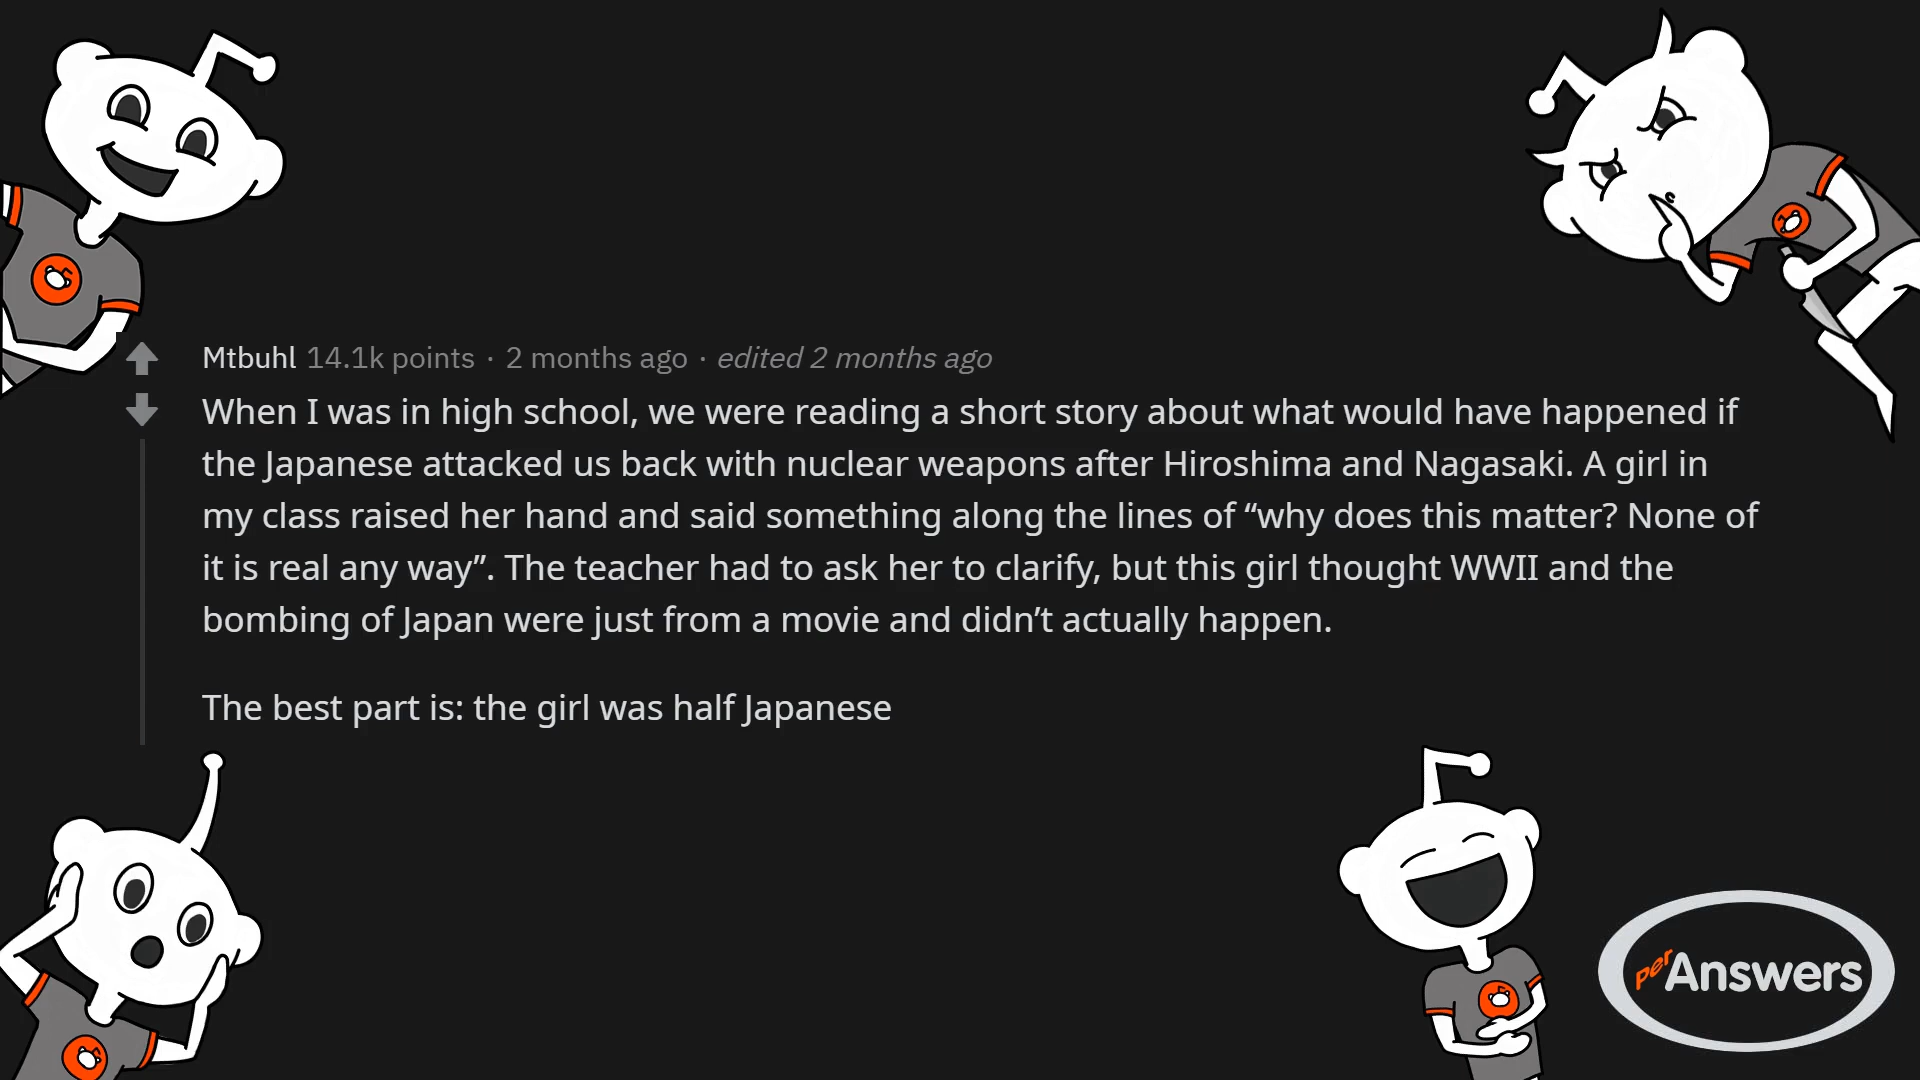 Mtbuhl 14.1k points · 2 months ago · edited 2 months ago
When I was in high school, we were reading a short story about what would have happened if
the Japanese attacked us back with nuclear weapons after Hiroshima and Nagasaki. A girl in
my class raised her hand and said something along the lines of “why does this matter? None of
it is real any way”. The teacher had to ask her to clarify, but this girl thought WWII and the
bombing of Japan were just from a movie and didn’t actually happen.
The best part is: the girl was half Japanese
perAnswers